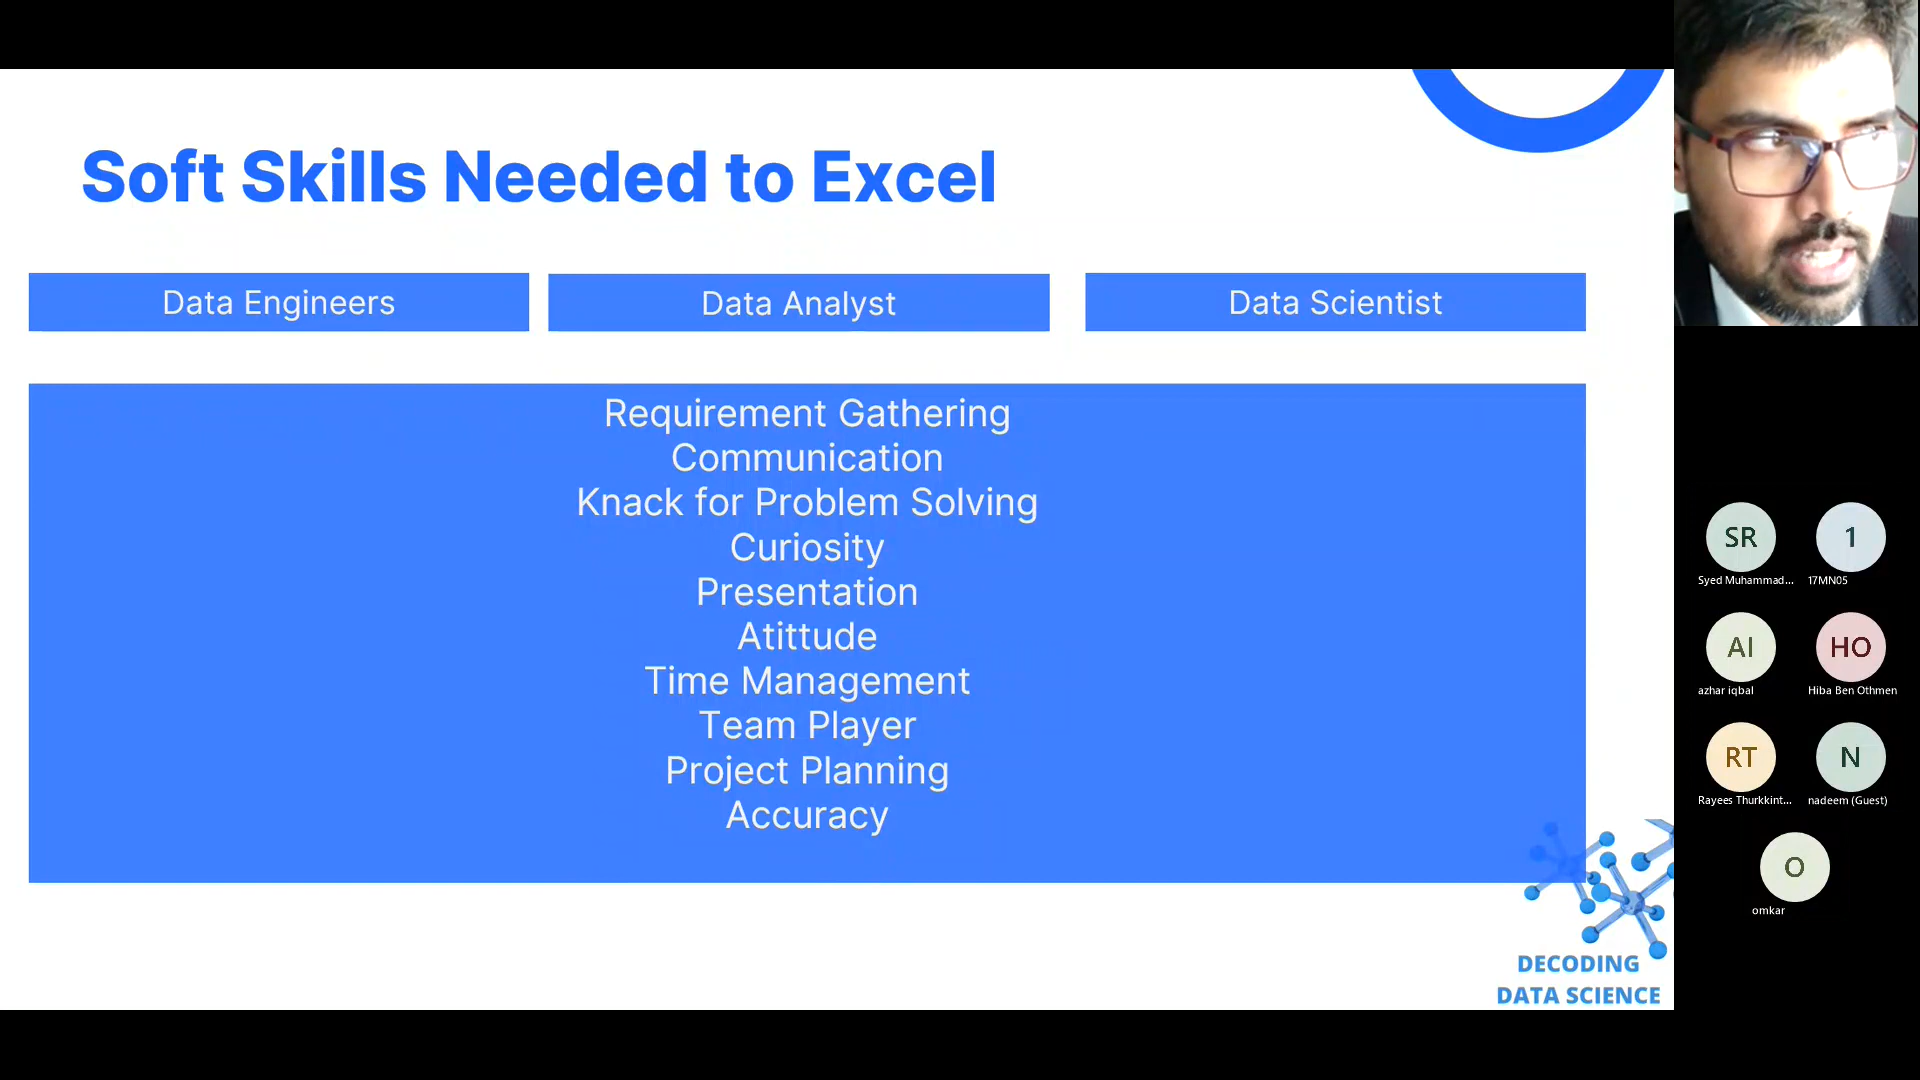 Soft Skills Needed to Excel
Data Engineers
Data Analyst
Data Scientist
Requirement Gathering
Communication
Knack for Problem Solving
Curiosity
Presentation
Atittude
Time Management
Team Player
Project Planning
Accuracy
DECODING
DATA SCIENCE
SR
1
Syed Muhammad...
17MN05
AI
HO
azhar iqbal
Hiba Ben Othmen
RT
N
Rayees Thurkkint...
nadeem (Guest)
O
omkar